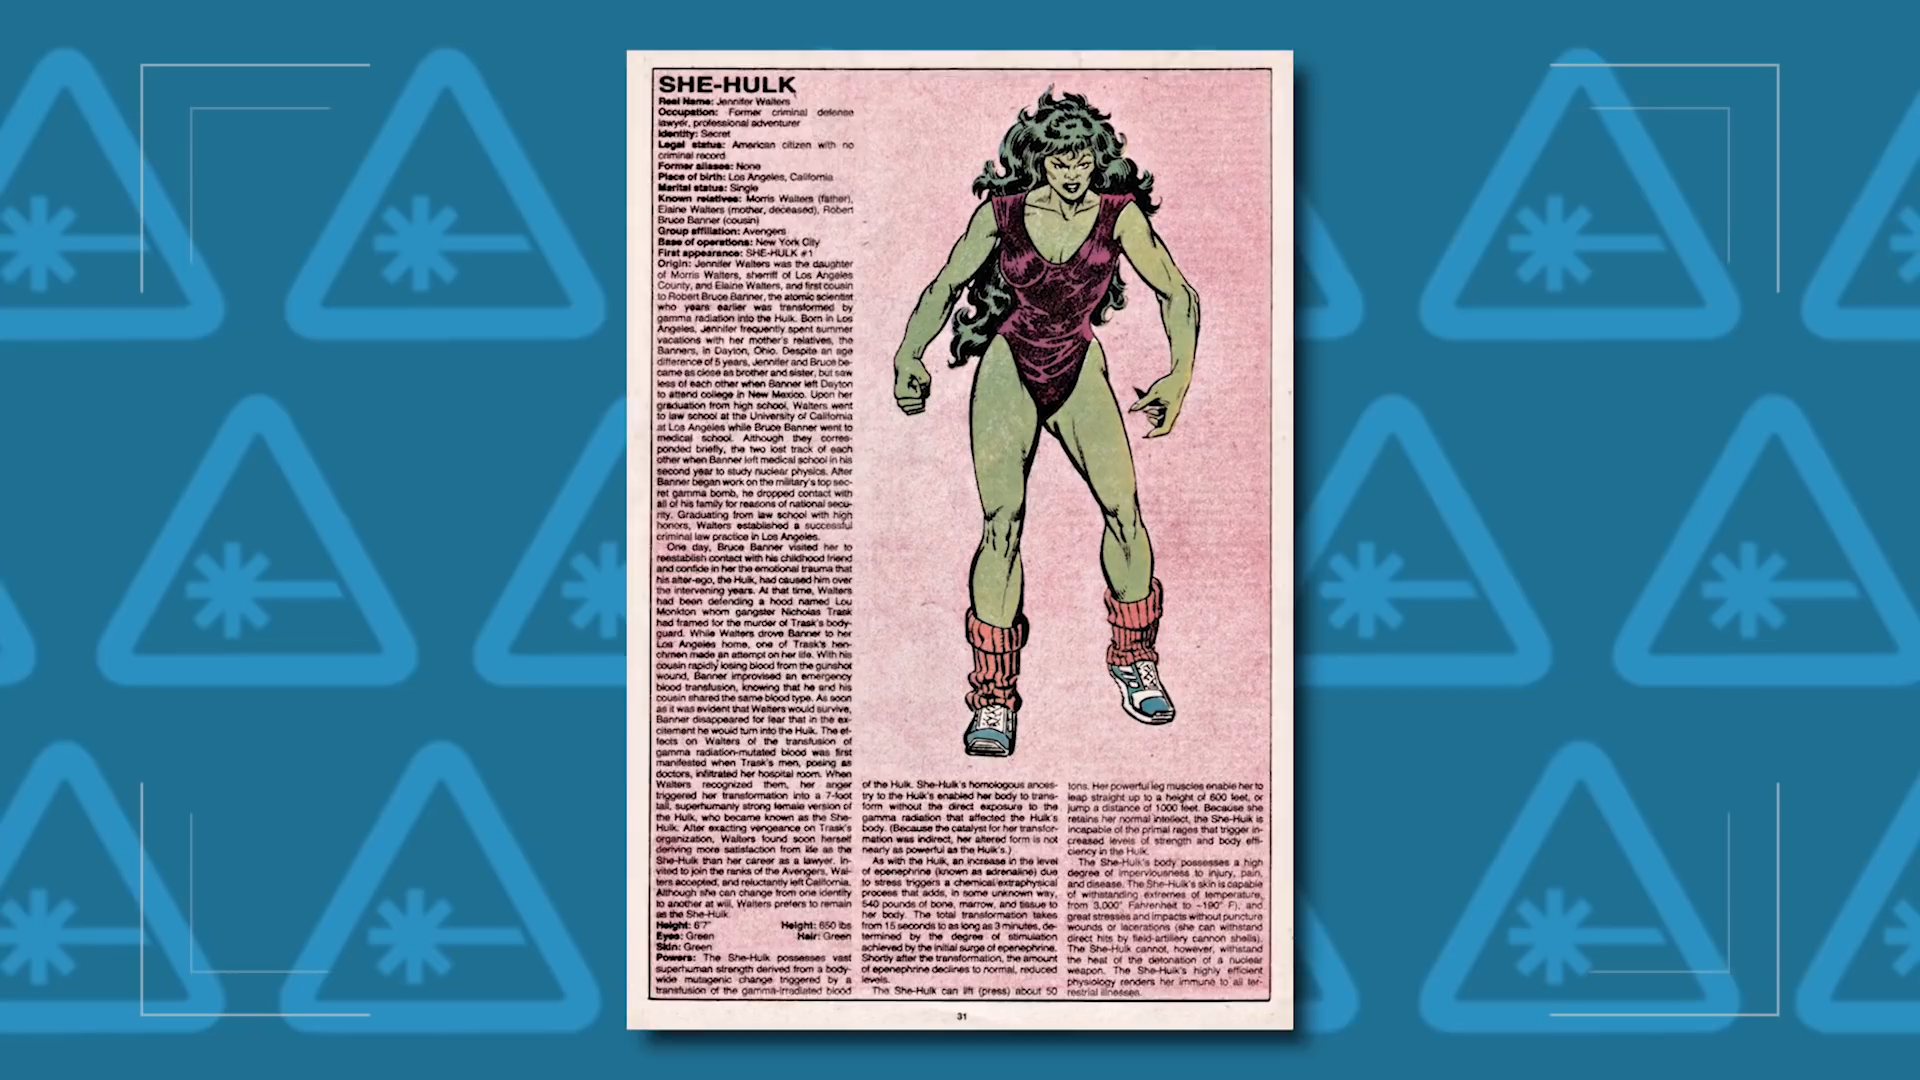 SHE-HULK
Real Name: Jennifer Walters
Occupation: Former criminal defense
lawyer, professional adventurer
Identity: Secret
Legal status: American citizen with no
criminal record
Former aliases: None
Place of birth: Los Angeles, California
Marital status: Single
Known relatives: Morris Walters (father),
Elaine Walters (mother, deceased), Robert
Bruce Banner (cousin)
Group affiliation: Avengers
Base of operations: New York City
First appearance: SHE-HULK #1
Origin: Jennifer Walters was the daughter
of Morris Walters, sherriff of Los Angeles
County, and Elaine Walters, and first cousin
to Robert Bruce Banner, the atomic scientist
who years earlier was transformed by
gamma radiation into the Hulk. Born in Los
Angeles, Jennifer frequently spent summer
vacations with her mother's relatives, the
Banners, in Dayton, Ohio. Despite an age
difference of 5 years, Jennifer and Bruce be-
came as close as brother and sister, but saw
less of each other when Banner left Dayton
to attend college in New Mexico. Upon her
graduation from high school, Walters went
to law school at the University of California
at Los Angeles while Bruce Banner went to
medical school. Although they corres-
ponded briefly, the two lost track of each
other when Banner left medical school in his
second year to study nuclear physics. After
Banner began work on the military's top sec-
ret gamma bomb, he dropped contact with
all of his family for reasons of national secu-
rity. Graduating from law school with high
honors, Walters established a successful
criminal law practice in Los Angeles.
One day, Bruce Banner visited her to
reestablish contact with his childhood friend
and confide in her the emotional trauma that
his alter-ego, the Hulk, had caused him over
the intervening years. At that time, Walters
had been defending a hood named Lou
Monkton whom gangster Nicholas Trask
had framed for the murder of Trask's body-
guard. While Walters drove Banner to her
Los Angeles home, one of Trask's hen-
chmen made an attempt on her life. With his
cousin rapidly losing blood from the gunshot
wound, Banner improvised an emergency
blood transfusion, knowing that he and his
cousin shared the same blood type. As soon
as it was evident that Walters would survive,
Banner disappeared for fear that in the ex-
citement he would turn into the Hulk. The ef-
fects on Walters of the transfusion of
gamma radiation-mutated blood was first
manifested when Trask's men, posing as
doctors, infiltrated her hospital room. When
Walters recognized them, her anger
triggered her transformation into a 7-foot
tall, superhumanly strong female version of
the Hulk, who became known as the She-
Hulk. After exacting vengeance on Trask's
organization, Walters found soon herself
deriving more satisfaction from life as the
She-Hulk than her career as a lawyer. In-
vited to join the ranks of the Avengers, Wal-
ters accepted, and reluctantly left California.
Although she can change from one identity
to another at will, Walters prefers to remain
as the She-Hulk.
Height: 6'7" Height: 650 lbs
Eyes: Green Hair: Green
Skin: Green
Powers: The She-Hulk possesses vast
superhuman strength derived from a body-
wide mutagenic change triggered by a
transfusion of the gamma-irradiated blood
of the Hulk. She-Hulk's homologous ances-
try to the Hulk's enabled her body to trans-
form without the direct exposure to the
gamma radiation that affected the Hulk's
body. (Because the catalyst for her transfor-
mation was indirect, her altered form is not
nearly as powerful as the Hulk's.)
As with the Hulk, an increase in the level
of epenephrine (known as adrenaline) due
to stress triggers a chemical/extraphysical
process that adds, in some unknown way,
540 pounds of bone, marrow, and tissue to
her body. The total transformation takes
from 15 seconds to as long as 3 minutes, de-
termined by the degree of stimulation
achieved by the initial surge of epenephrine.
Shortly after the transformation, the amount
of epenephrine declines to normal, reduced
levels.
The She-Hulk can lift (press) about 50
tons. Her powerful leg muscles enable her to
leap straight up to a height of 600 feet, or
jump a distance of 1000 feet. Because she
retains her normal intellect, the She-Hulk is
incapable of the primal rages that trigger in-
creased levels of strength and body effi-
ciency in the Hulk.
The She-Hulk's body possesses a high
degree of imperviousness to injury, pain,
and disease. The She-Hulk's skin is capable
of withstanding extremes of temperature,
from 3,000° Fahrenheit to -190° F), and
great stresses and impacts without puncture
wounds or lacerations (she can withstand
direct hits by field-artillery cannon shells).
The She-Hulk cannot, however, withstand
the heat of the detonation of a nuclear
weapon. The She-Hulk's highly efficient
physiology renders her immune to all ter-
restrial illnesses.
31